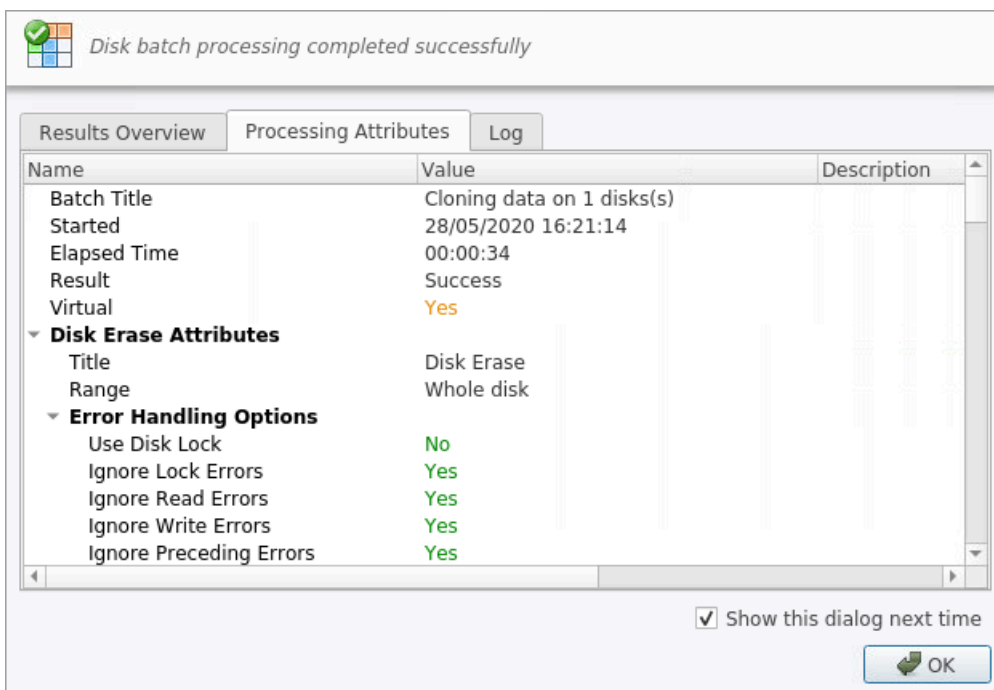 Disk batch processing completed successfully
Results Overview Processing Attributes Log
Name Value Description
Batch Title Cloning data on 1 disks(s)
Started 28/05/2020 16:21:14
Elapsed Time 00:00:34
Result Success
Virtual Yes
Disk Erase Attributes
Title Disk Erase
Range Whole disk
Error Handling Options
Use Disk Lock No
Ignore Lock Errors Yes
Ignore Read Errors Yes
Ignore Write Errors Yes
Ignore Preceding Errors Yes
Show this dialog next time
OK